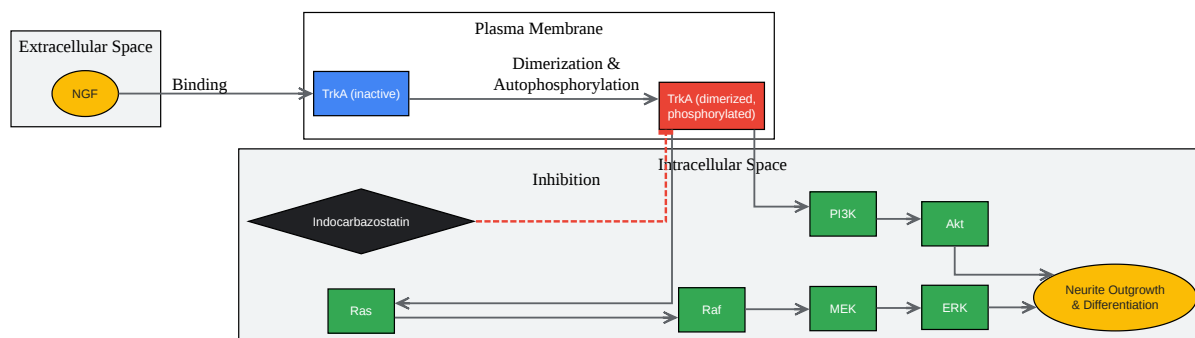 Extracellular Space
NGF
Binding
Plasma Membrane
TrkA (inactive)
Dimerization &
Autophosphorylation
TrkA (dimerized,
phosphorylated)
Intracellular Space
Inhibition
Indocarbazostatin
PI3K
Akt
Neurite Outgrowth
& Differentiation
Ras
Raf
MEK
ERK